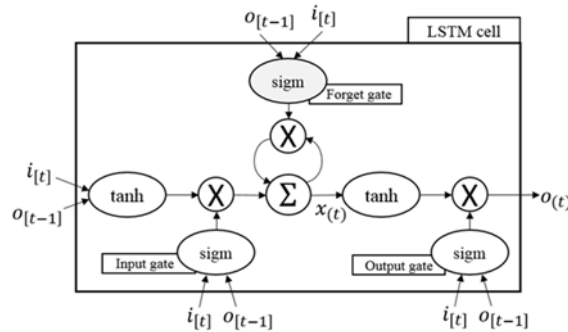 o[t−1] i[t]
LSTM cell
sigm
Forget gate
X
i[t]
o[t−1]
tanh
X
Σ
x(t)
tanh
X
o(t)
Input gate
sigm
Output gate
sigm
i[t] o[t−1]
i[t] o[t−1]